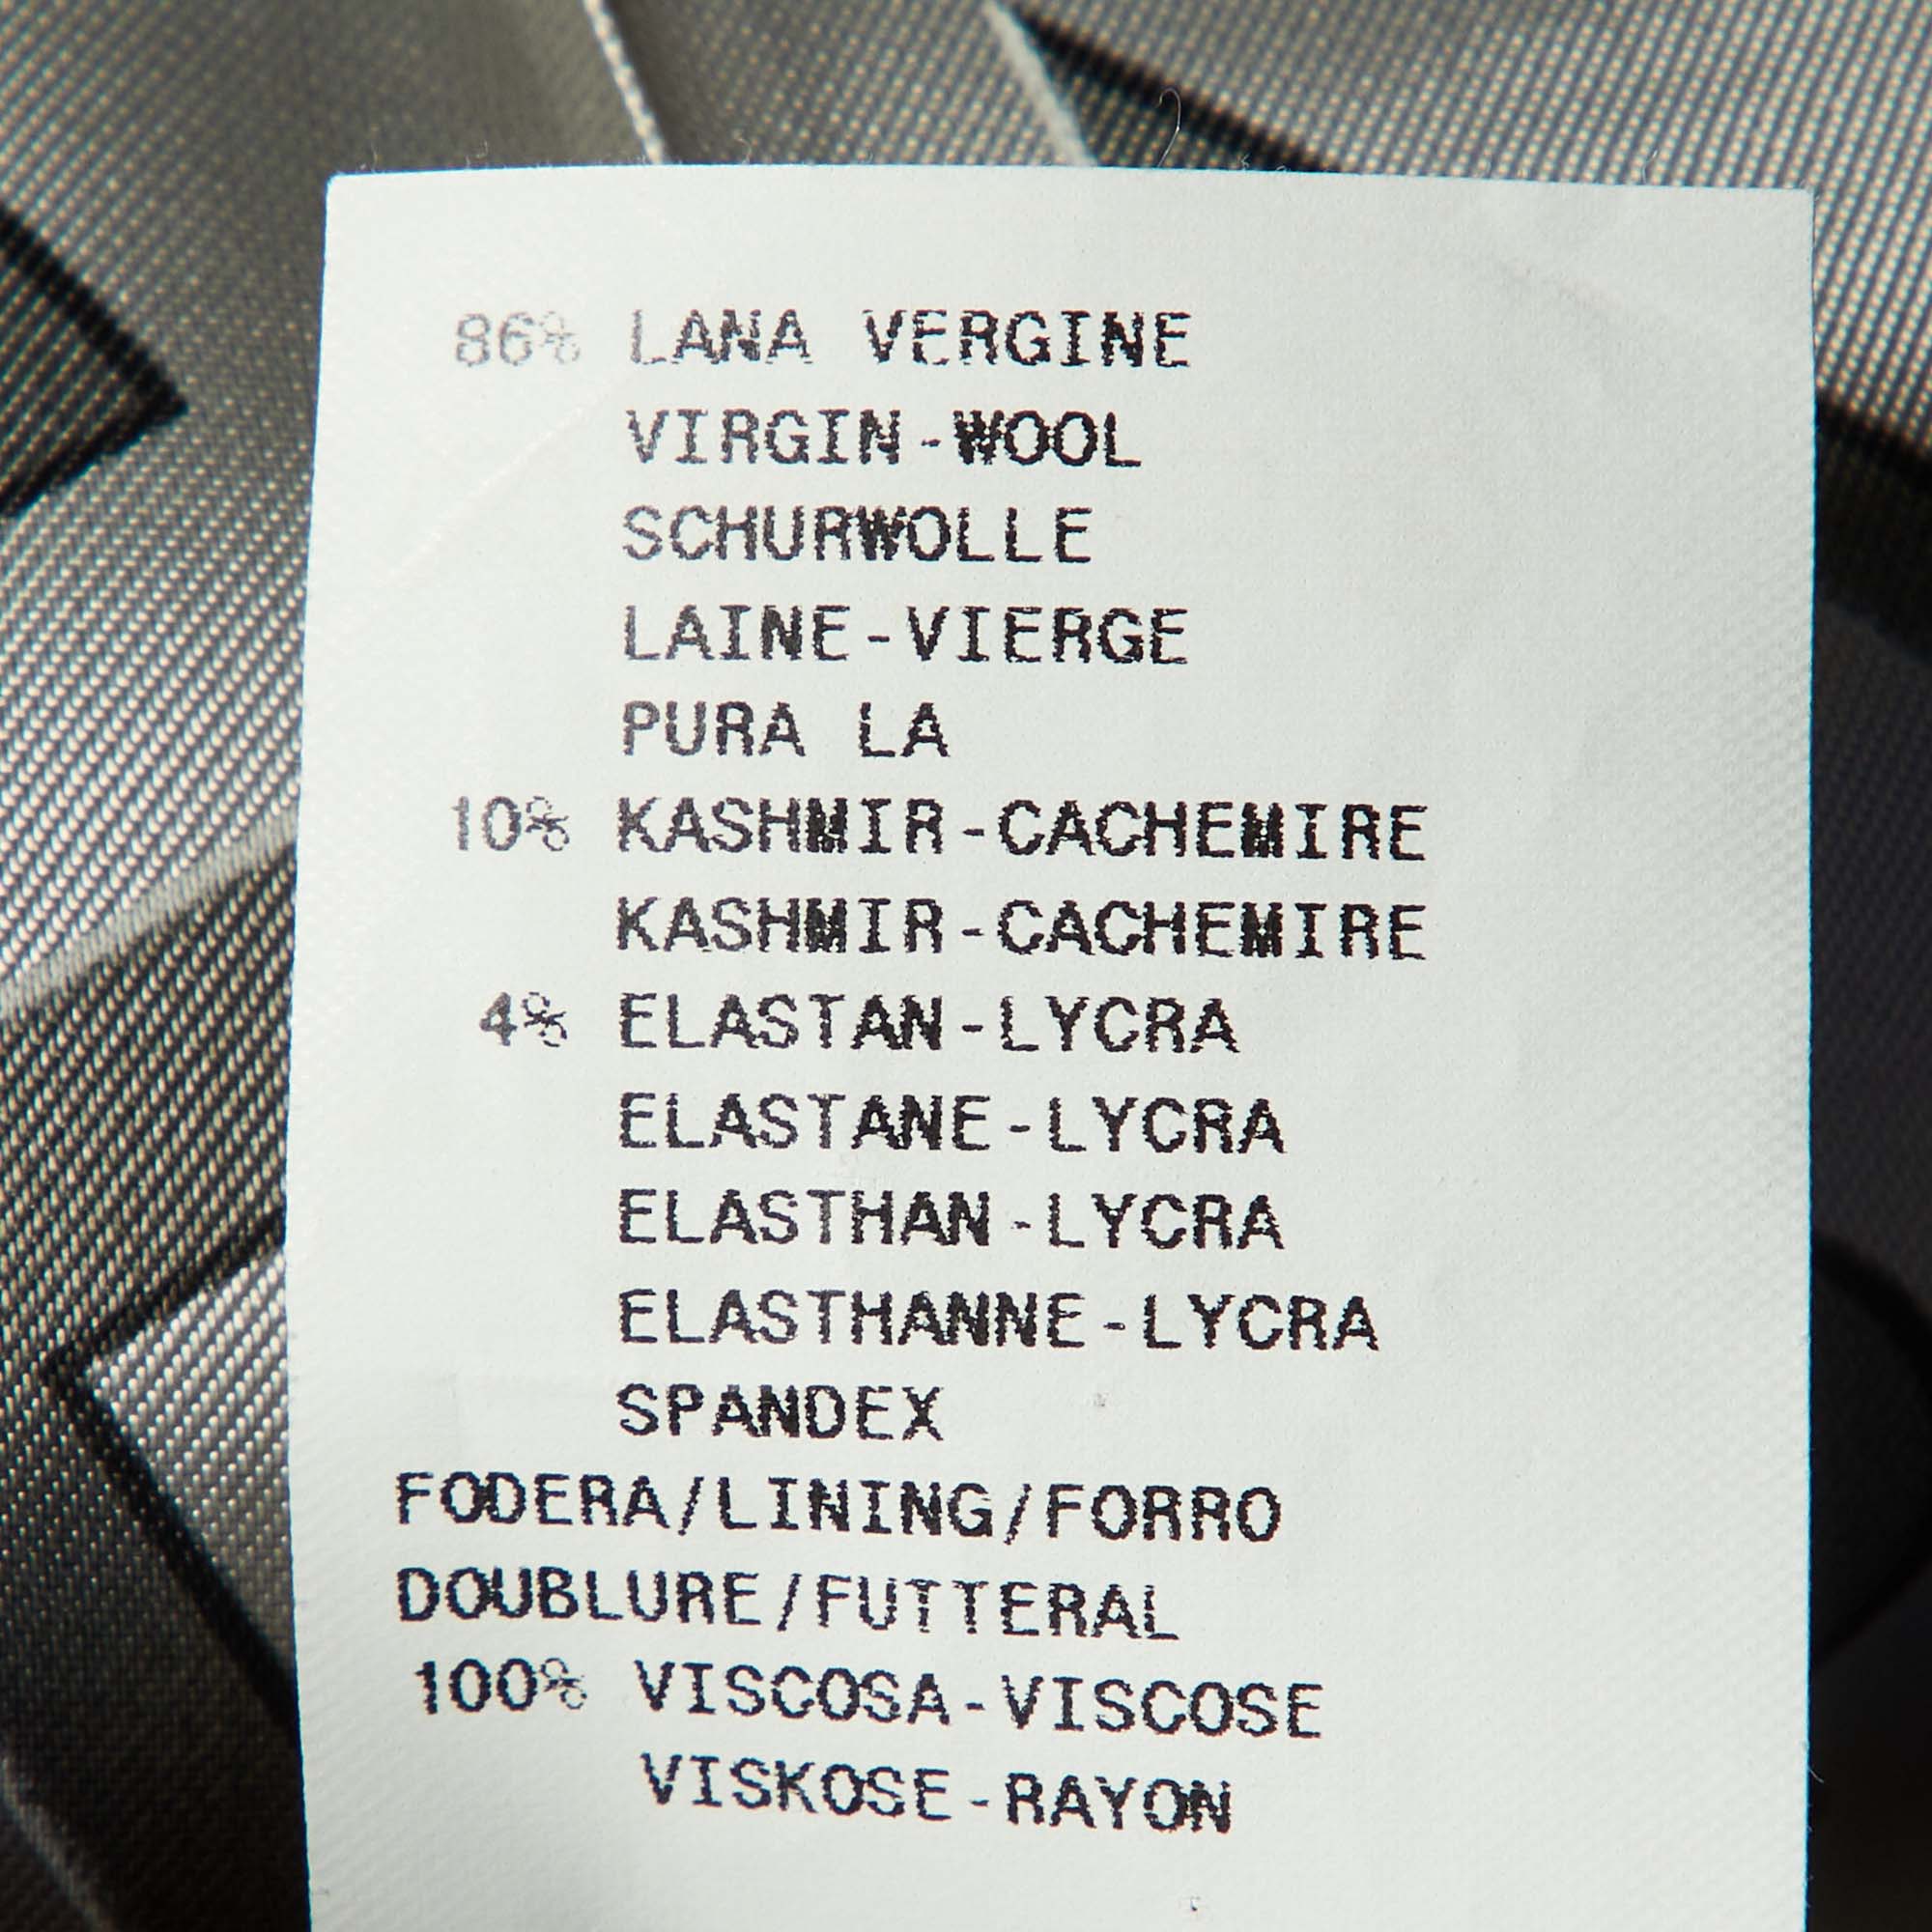 86% LANA VERGINE
VIRGIN-WOOL
SCHURWOLLE
LAINE-VIERGE
PURA LA
10% KASHMIR-CACHEMIRE
KASHMIR-CACHEMIRE
4% ELASTAN-LYCRA
ELASTANE-LYCRA
ELASTHAN-LYCRA
ELASTHANNE-LYCRA
SPANDEX
FODERA/LINING/FORRO
DOUBLURE/FUTTERAL
100% VISCOSA-VISCOSE
VISKOSE-RAYON